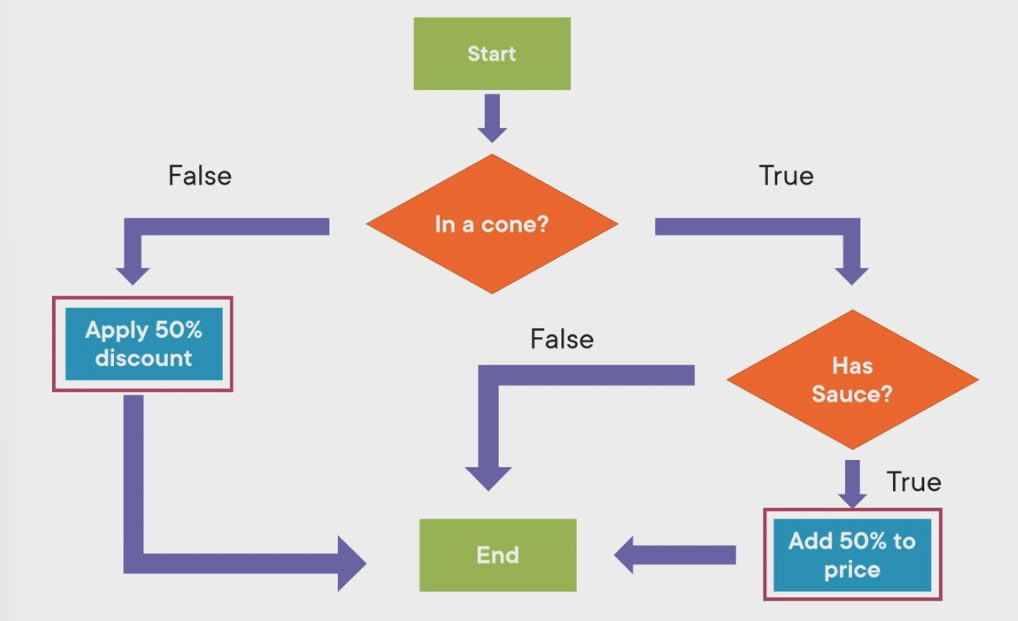 Start
False
True
In a cone?
Apply 50%
discount
False
Has
Sauce?
True
End
Add 50% to
price